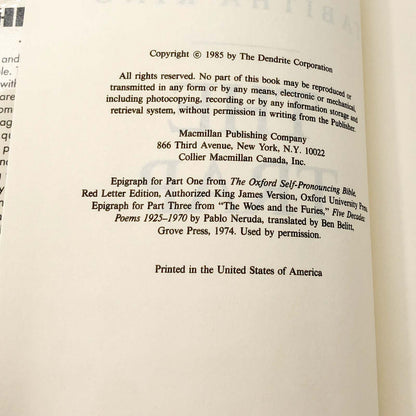 Copyright © 1985 by The Dendrite Corporation
All rights reserved. No part of this book may be reproduced or
transmitted in any form or by any means, electronic or mechanical,
including photocopying, recording or by any information storage and
retrieval system, without permission in writing from the Publisher.
Macmillan Publishing Company
866 Third Avenue, New York, N.Y. 10022
Collier Macmillan Canada, Inc.
Epigraph for Part One from The Oxford Self-Pronouncing Bible,
Red Letter Edition, Authorized King James Version, Oxford University Press
Epigraph for Part Three from “The Woes and the Furies,” Five Decades
Poems 1925–1970 by Pablo Neruda, translated by Ben Belitt,
Grove Press, 1974. Used by permission.
Printed in the United States of America